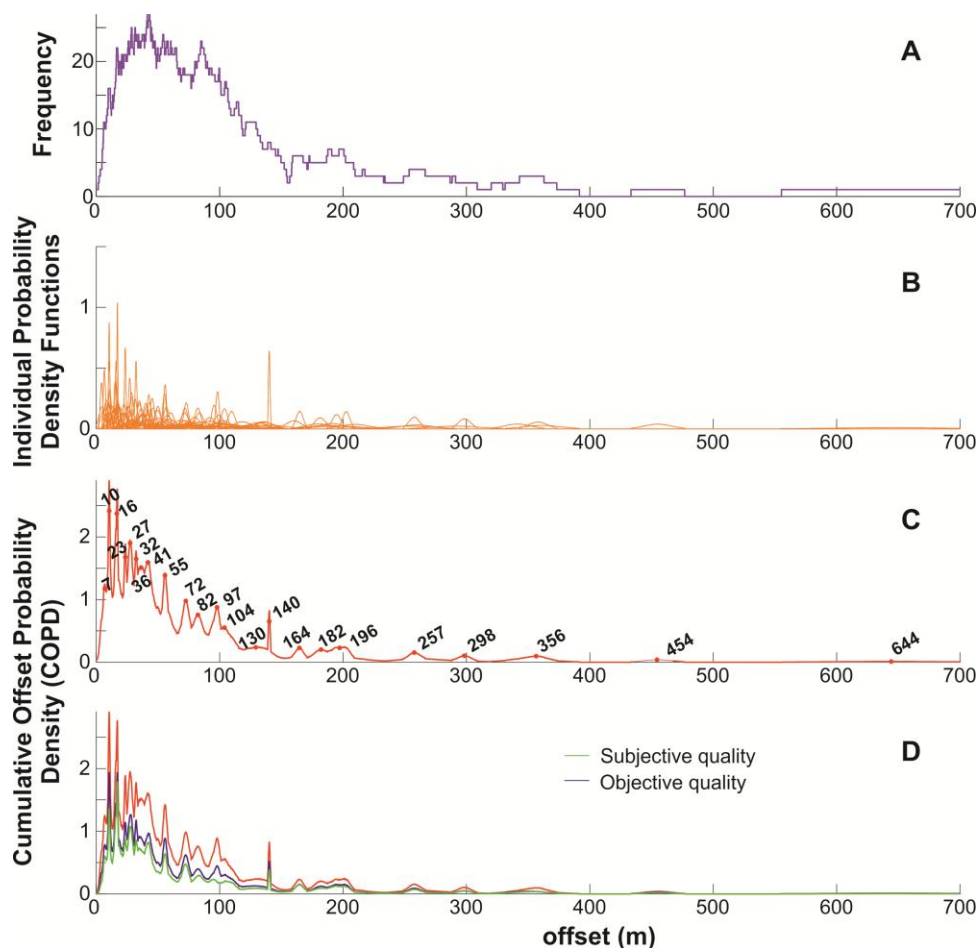 A
Frequency
20
10
0
0 100 200 300 400 500 600 700
B
Individual Probability
Density Functions
1
0
0 100 200 300 400 500 600 700
C
10
16
27
23
32
41
7
36
55
72
82
97
104
130
140
164
182
196
257
298
356
454
644
2
1
0
0 100 200 300 400 500 600 700
Cumulative Offset Probability
Density (COPD)
D
Subjective quality
Objective quality
2
1
0
0 100 200 300 400 500 600 700
offset (m)